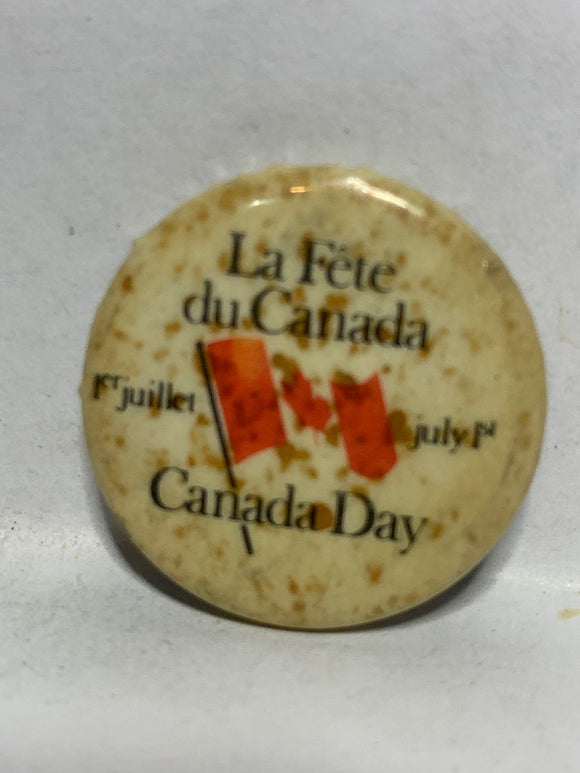 La Fête
du Canada
1er juillet
july 1st
Canada Day